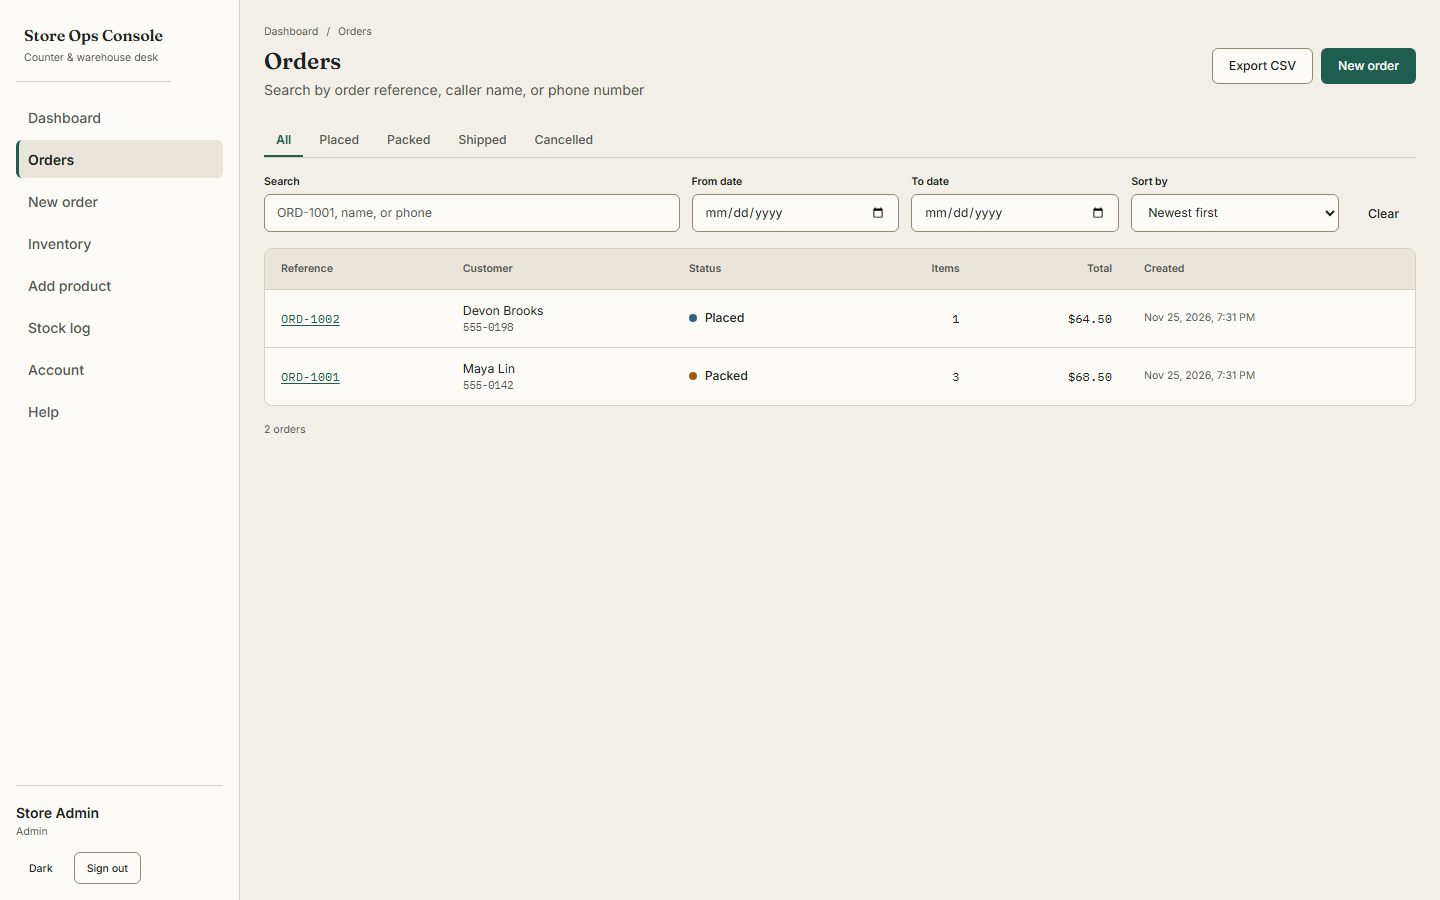 Store Ops Console
Counter & warehouse desk
Dashboard
Orders
New order
Inventory
Add product
Stock log
Account
Help
Store Admin
Admin
Dark
Sign out
Dashboard / Orders
Orders
Search by order reference, caller name, or phone number
Export CSV
New order
All Placed Packed Shipped Cancelled
Search From date To date Sort by
ORD-1001, name, or phone mm/dd/yyyy mm/dd/yyyy Newest first Clear
Reference Customer Status Items Total Created
ORD-1002 Devon Brooks Placed 1 $64.50 Nov 25, 2026, 7:31 PM
555-0198
ORD-1001 Maya Lin Packed 3 $68.50 Nov 25, 2026, 7:31 PM
555-0142
2 orders